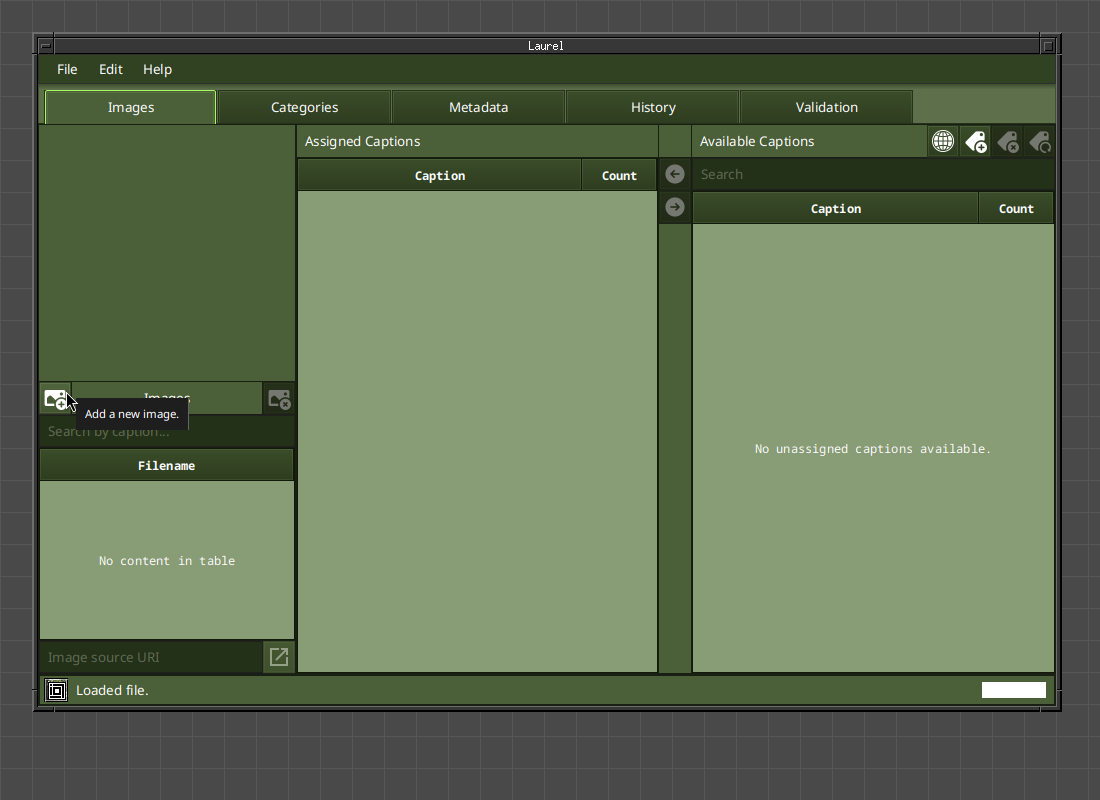 Laurel
File Edit Help
Images Categories Metadata History Validation
Assigned Captions
Available Captions
Caption Count
Search
Caption Count
Images
Add a new image.
Search by caption...
Filename
No content in table
No unassigned captions available.
Image source URI
Loaded file.